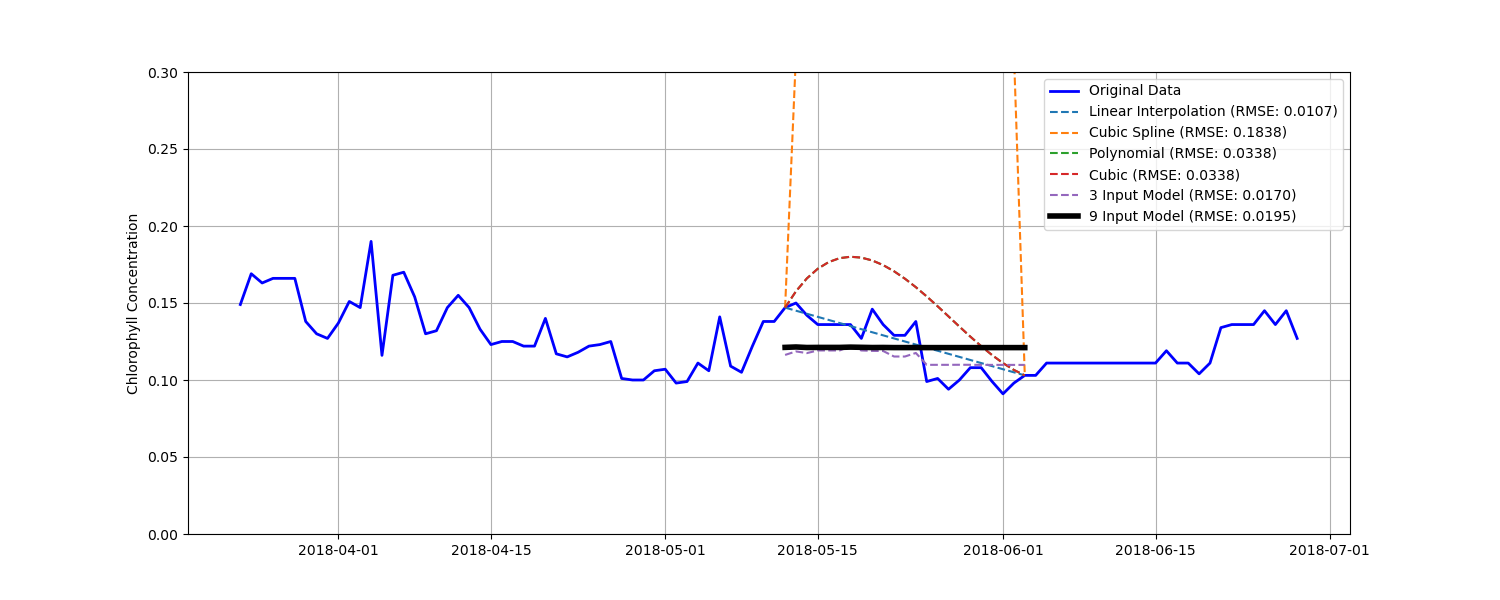 0.30
0.25
0.20
0.15
0.10
0.05
0.00
Chlorophyll Concentration
Original Data
Linear Interpolation (RMSE: 0.0107)
Cubic Spline (RMSE: 0.1838)
Polynomial (RMSE: 0.0338)
Cubic (RMSE: 0.0338)
3 Input Model (RMSE: 0.0170)
9 Input Model (RMSE: 0.0195)
2018-04-01 2018-04-15 2018-05-01 2018-05-15 2018-06-01 2018-06-15 2018-07-01